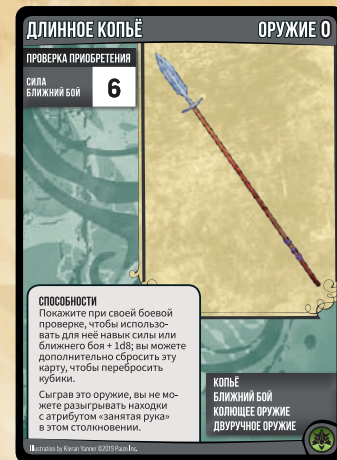 ДЛИННОЕ КОПЬЁ
ОРУЖИЕ 0
ПРОВЕРКА ПРИОБРЕТЕНИЯ
СИЛА
БЛИЖНИЙ БОЙ
6
СПОСОБНОСТИ
Покажите при своей боевой
проверке, чтобы использо-
вать для неё навык силы или
ближнего боя + 1d8; вы можете
дополнительно сбросить эту
карту, чтобы перебросить
кубики.
Сыграв это оружие, вы не мо-
жете разыгрывать находки
с атрибутом «занятая рука»
в этом столкновении.
КОПЬЁ
БЛИЖНИЙ БОЙ
КОЛЮЩЕЕ ОРУЖИЕ
ДВУРУЧНОЕ ОРУЖИЕ
Illustration by Kieran Yanner ©2019 Paizo Inc.